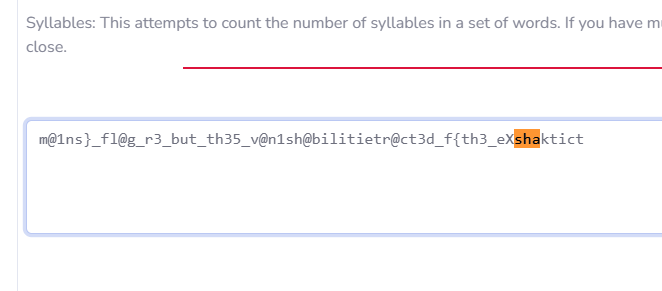 Syllables: This attempts to count the number of syllables in a set of words. If you have m
close.
m@1ns}_fl@g_r3_but_th35_v@n1sh@bilitietr@ct3d_f{th3_eXshaktict